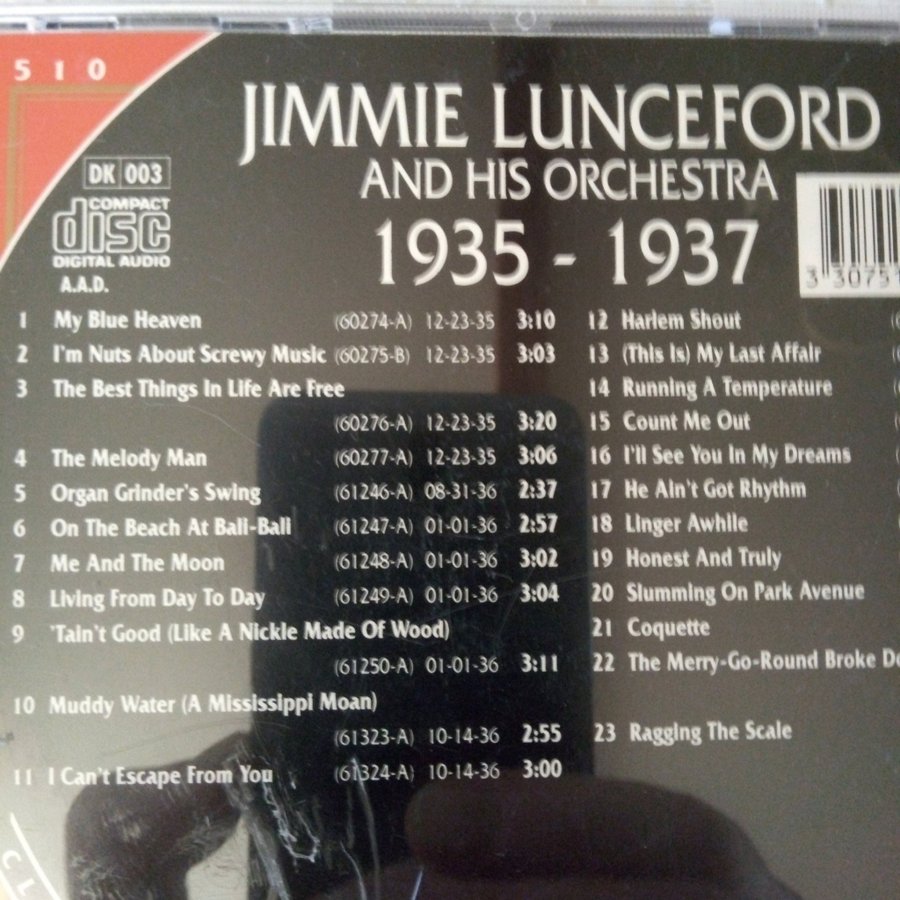 510
JIMMIE LUNCEFORD
AND HIS ORCHESTRA
1935 - 1937
DK 003
COMPACT
disc
DIGITAL AUDIO
A.A.D.
1 My Blue Heaven (60274-A) 12-23-35 3:10
2 I'm Nuts About Screwy Music (60275-B) 12-23-35 3:03
3 The Best Things In Life Are Free
(60276-A) 12-23-35 3:20
4 The Melody Man (60277-A) 12-23-35 3:06
5 Organ Grinder's Swing (61246-A) 08-31-36 2:37
6 On The Beach At Bali-Bali (61247-A) 01-01-36 2:57
7 Me And The Moon (61248-A) 01-01-36 3:02
8 Living From Day To Day (61249-A) 01-01-36 3:04
9 'Tain't Good (Like A Nickle Made Of Wood)
(61250-A) 01-01-36 3:11
10 Muddy Water (A Mississippi Moan)
(61323-A) 10-14-36 2:55
11 I Can't Escape From You (61324-A) 10-14-36 3:00
12 Harlem Shout
13 (This Is) My Last Affair
14 Running A Temperature
15 Count Me Out
16 I'll See You In My Dreams
17 He Ain't Got Rhythm
18 Linger Awhile
19 Honest And Truly
20 Slumming On Park Avenue
21 Coquette
22 The Merry-Go-Round Broke
23 Ragging The Scale